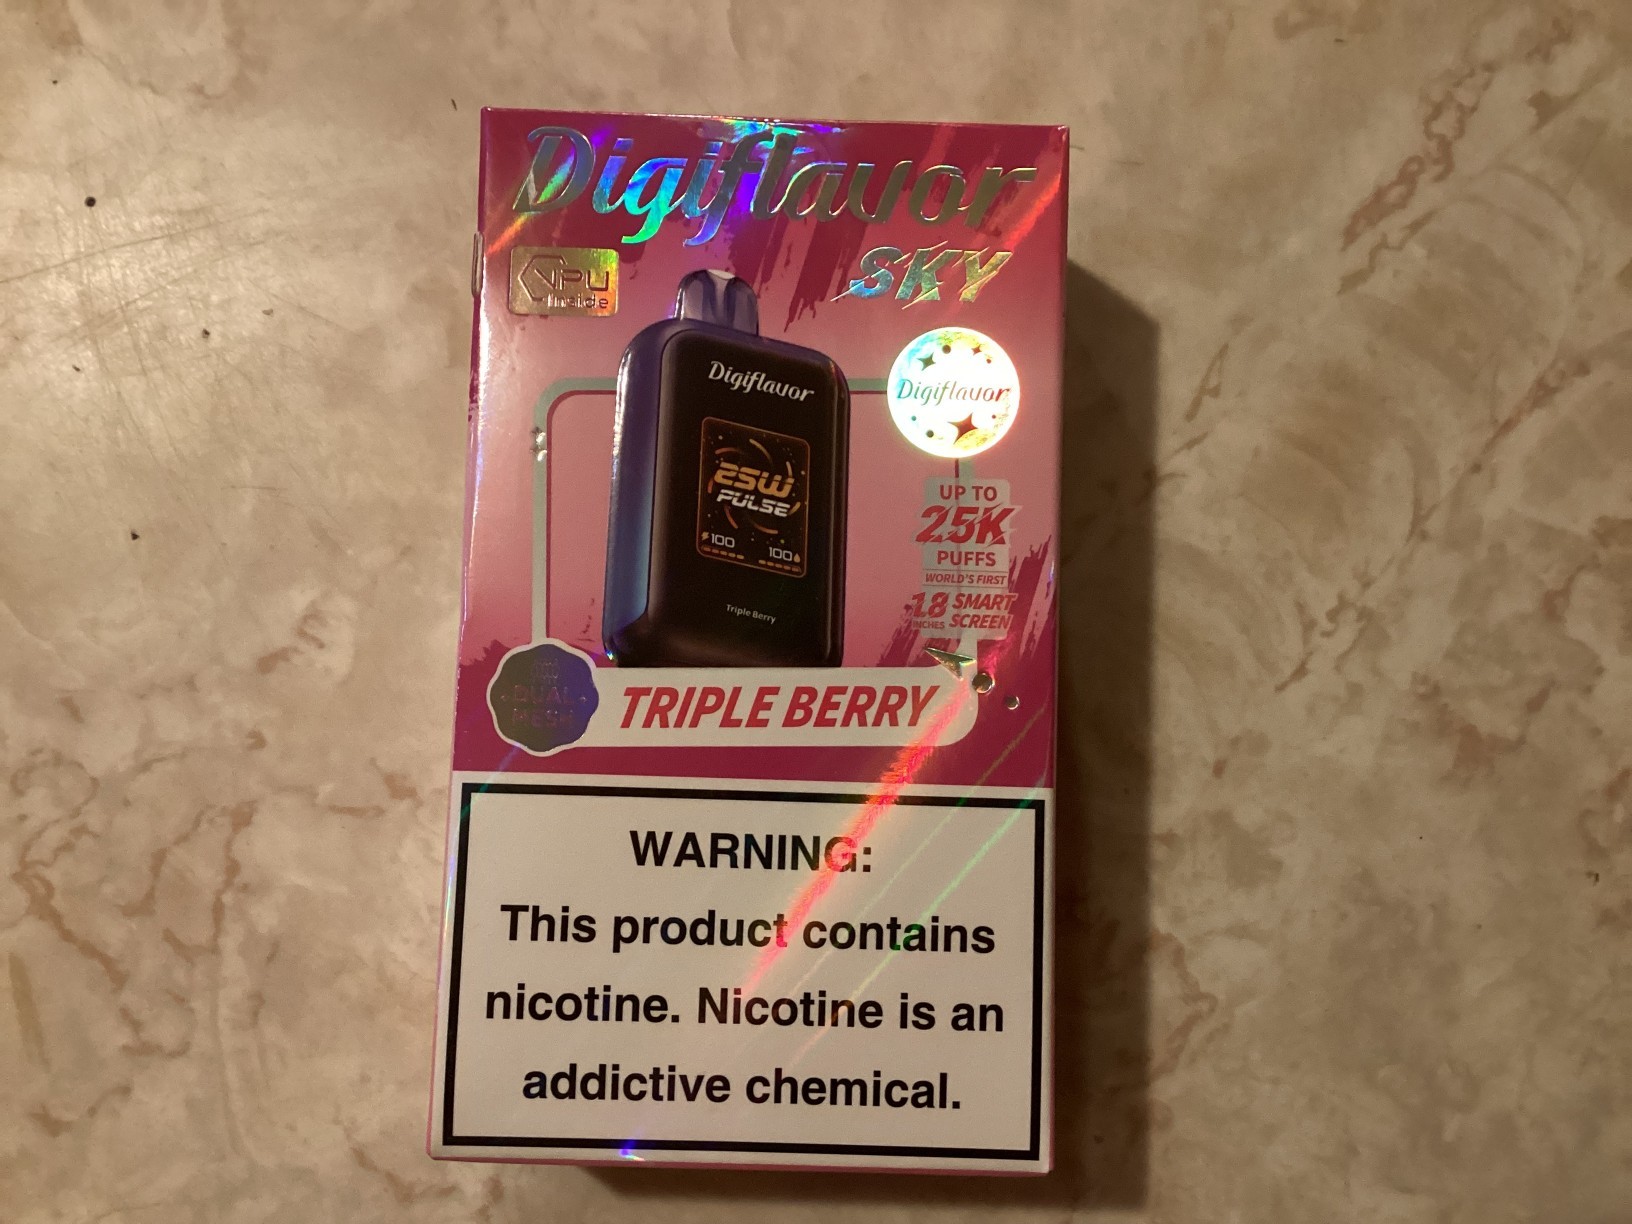 Digiflavor
SKY
VPU
inside
Digiflavor
25W
PULSE
100 100
Triple Berry
Digiflavor
UP TO
25K
PUFFS
WORLD'S FIRST
1.8 SMART
INCHES SCREEN
DUAL
MESH
TRIPLE BERRY
WARNING:
This product contains
nicotine. Nicotine is an
addictive chemical.